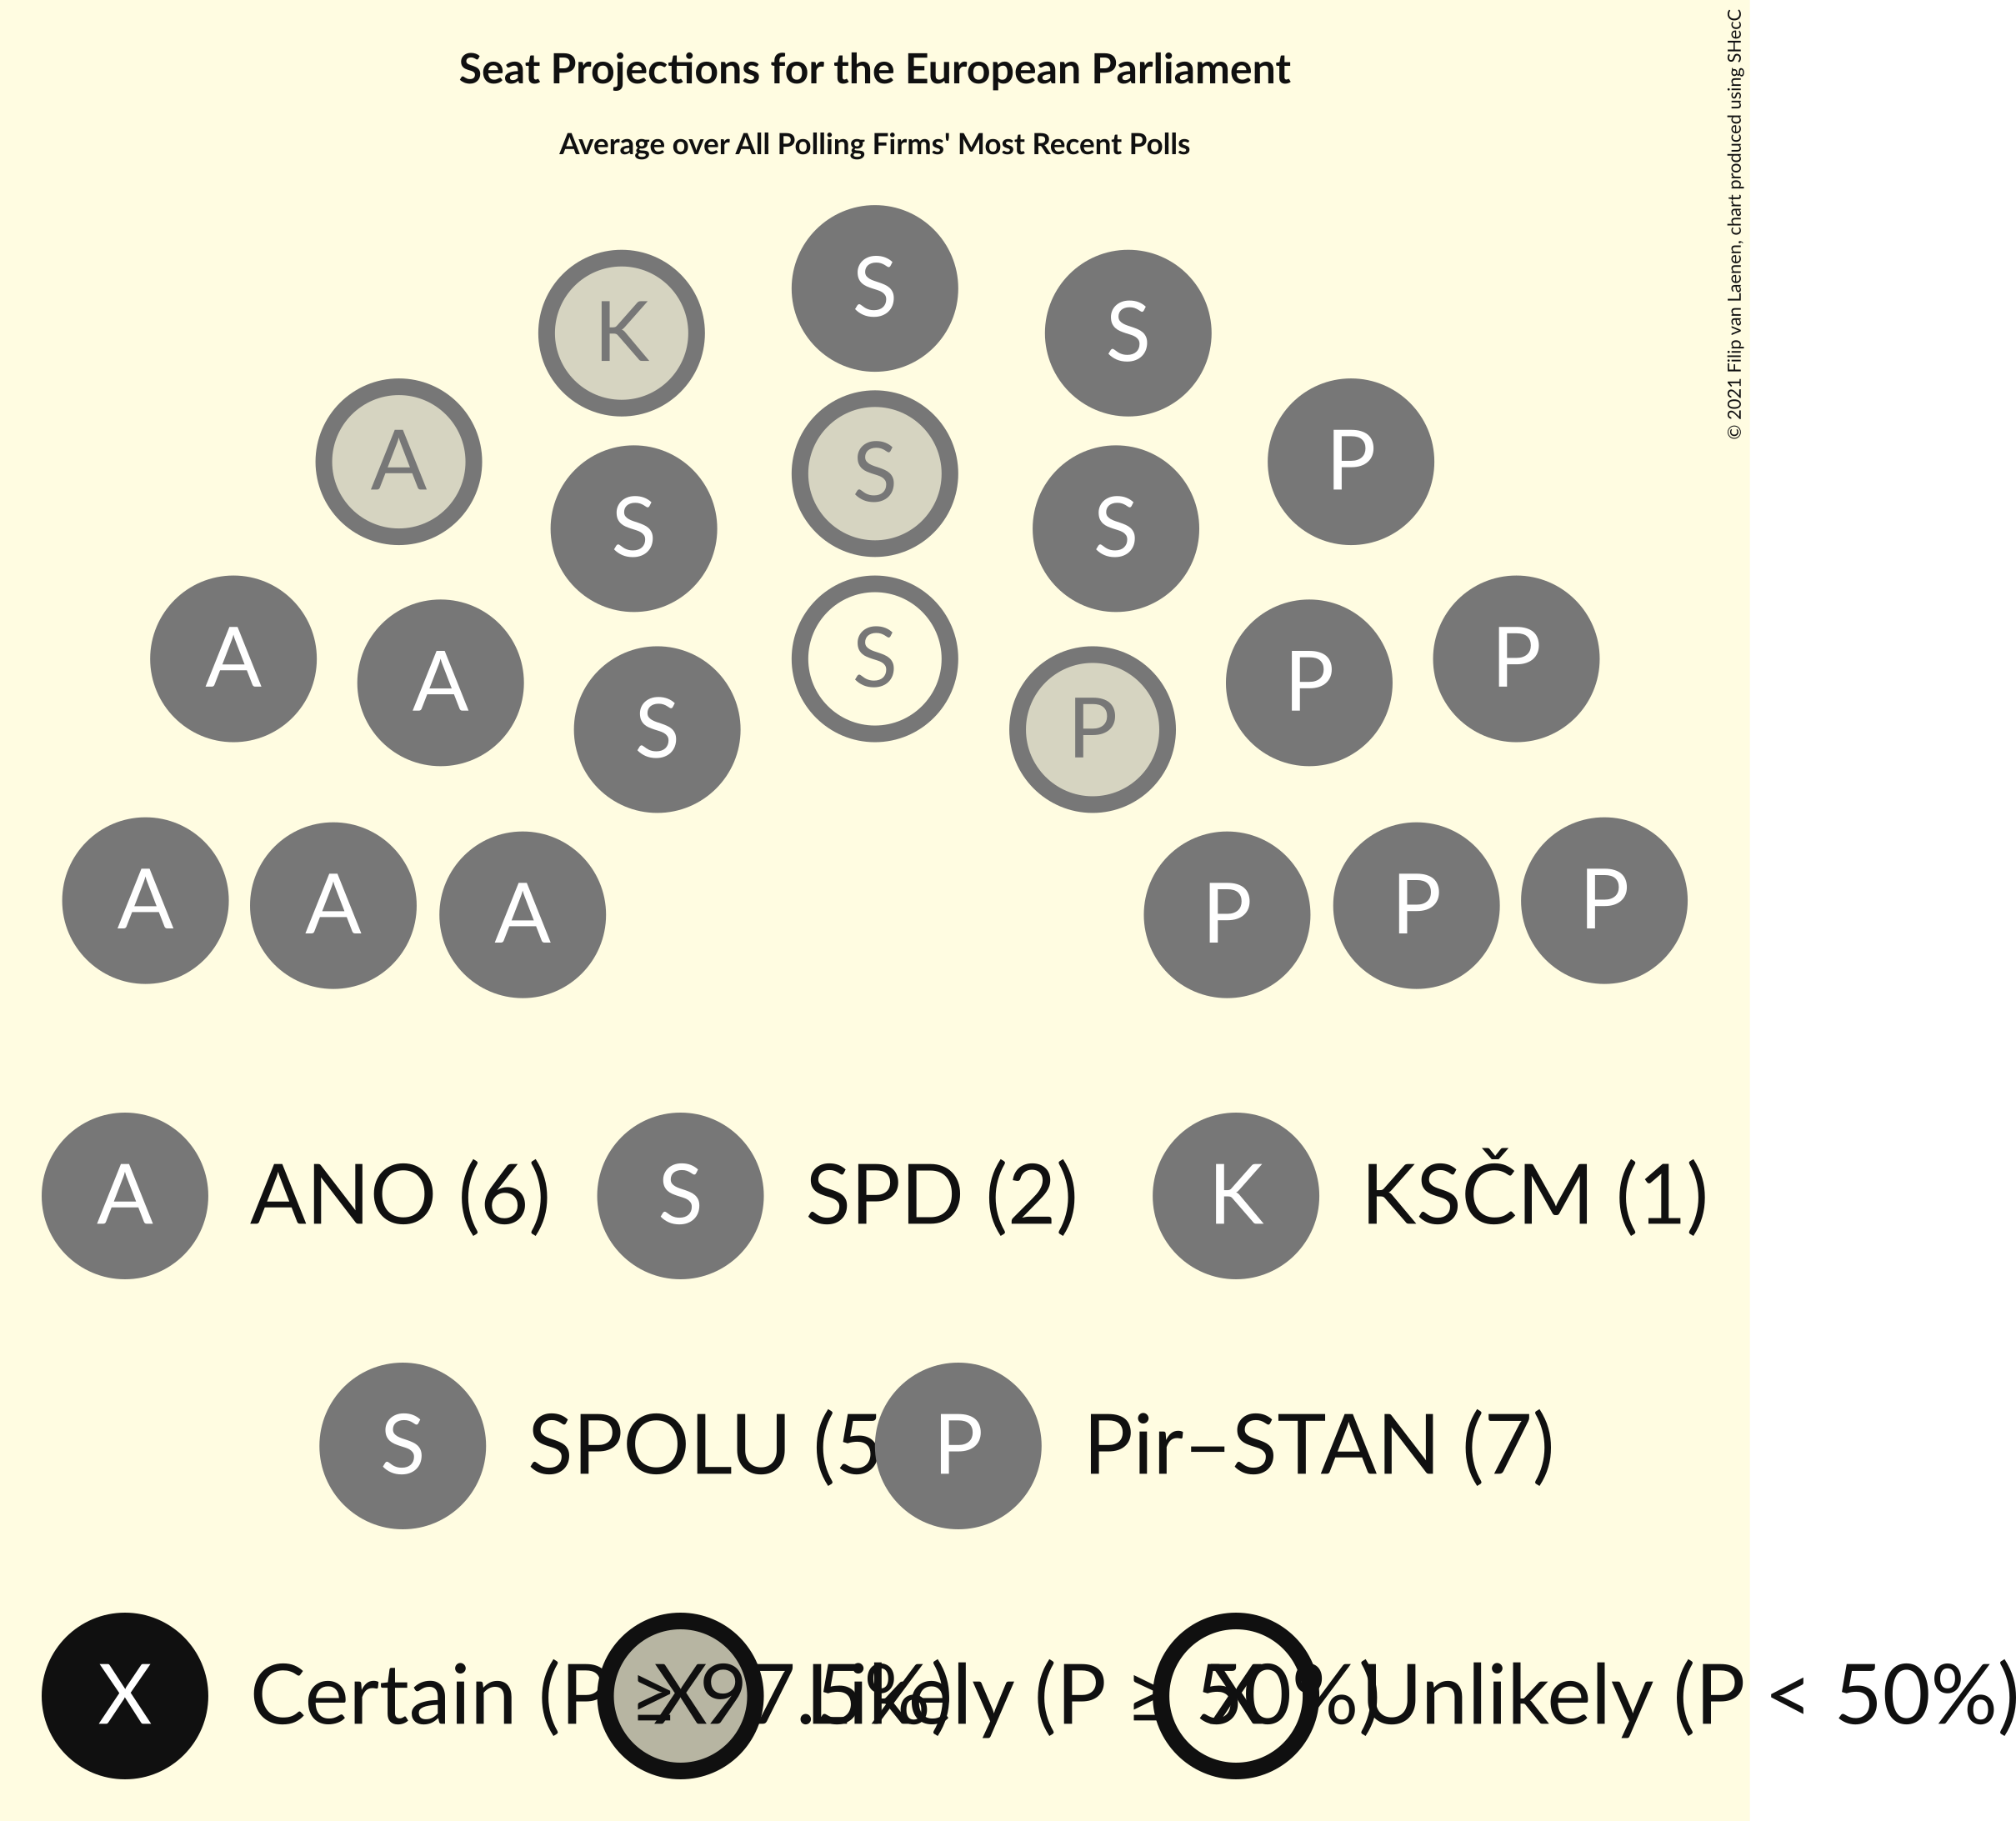 Seat Projections for the European Parliament
Average over All Polling Firms' Most Recent Polls
© 2021 Filip van Laenen, chart produced using SHecC
S
K S
A S P
S S
A S P
A P
S P
A A A P P P
A ANO (6) S SPD (2) K KSČM (1)
S SPOLU (5 P Pir–STAN (7)
X Certain (P ≥ 97.5%) X Likely (P ≥ 50%) X Unlikely (P < 50%)